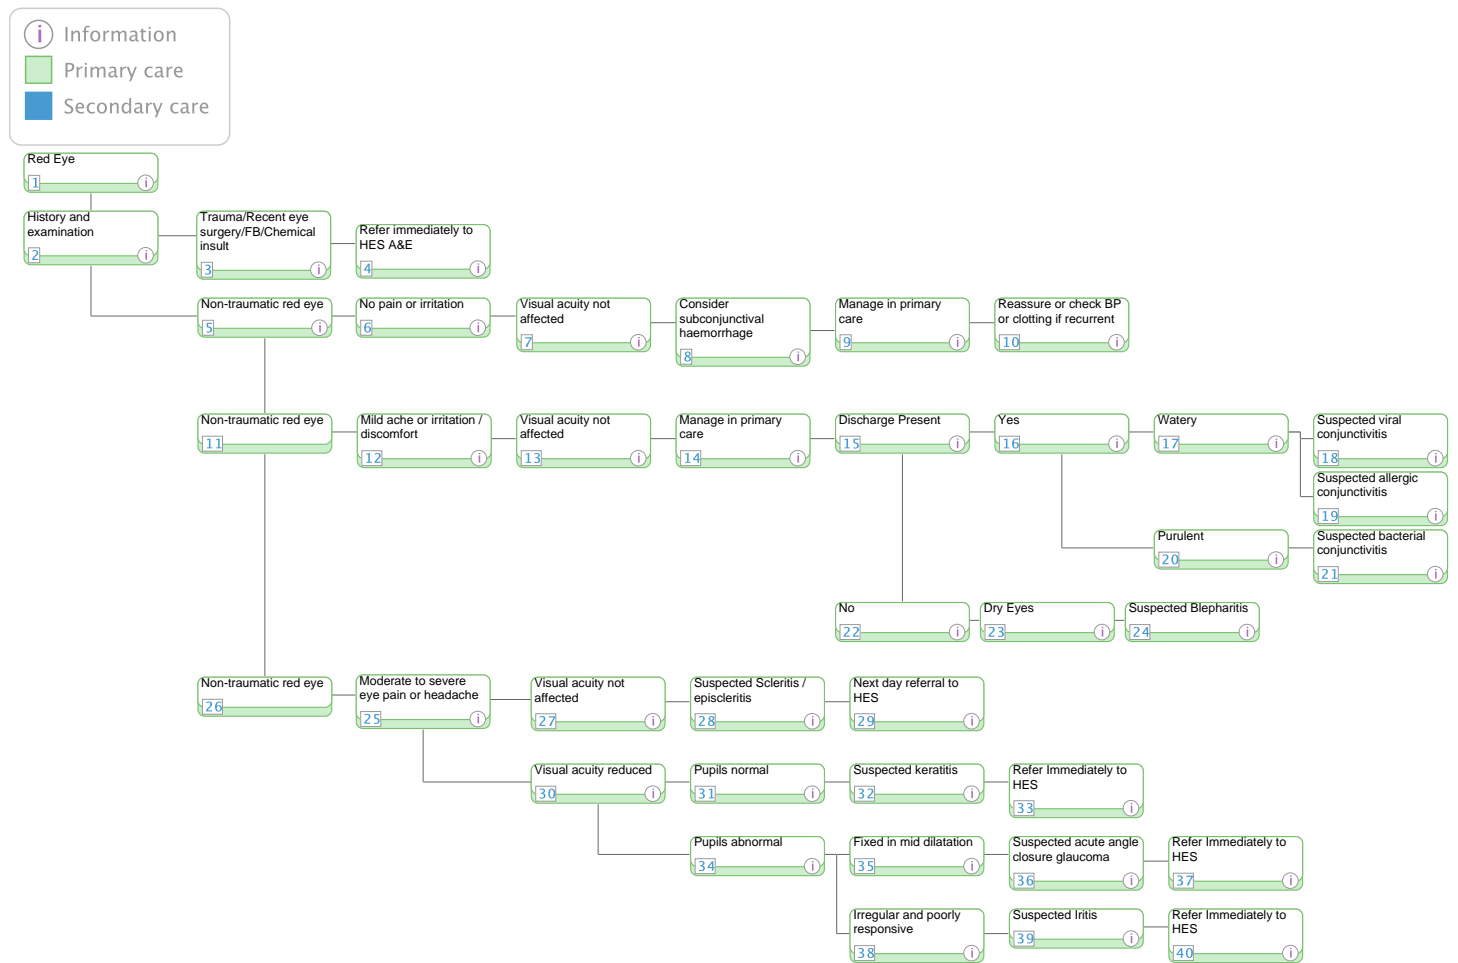 i Information
Primary care
Secondary care
Red Eye
1 i
History and
examination
2 i
Trauma/Recent eye
surgery/FB/Chemical
insult
3 i
Refer immediately to
HES A&E
4 i
Non-traumatic red eye
5 i
No pain or irritation
6 i
Visual acuity not
affected
7 i
Consider
subconjunctival
haemorrhage
8 i
Manage in primary
care
9 i
Reassure or check BP
or clotting if recurrent
10 i
Non-traumatic red eye
11
Mild ache or irritation /
discomfort
12 i
Visual acuity not
affected
13 i
Manage in primary
care
14 i
Discharge Present
15 i
Yes
16 i
Watery
17 i
Suspected viral
conjunctivitis
18 i
Suspected allergic
conjunctivitis
19 i
Purulent
20 i
Suspected bacterial
conjunctivitis
21 i
No
22 i
Dry Eyes
23 i
Suspected Blepharitis
24 i
Non-traumatic red eye
26
Moderate to severe
eye pain or headache
25 i
Visual acuity not
affected
27 i
Suspected Scleritis /
episcleritis
28 i
Next day referral to
HES
29 i
Visual acuity reduced
30 i
Pupils normal
31 i
Suspected keratitis
32 i
Refer Immediately to
HES
33 i
Pupils abnormal
34 i
Fixed in mid dilatation
35 i
Suspected acute angle
closure glaucoma
36 i
Refer Immediately to
HES
37 i
Irregular and poorly
responsive
38 i
Suspected Iritis
39 i
Refer Immediately to
HES
40 i